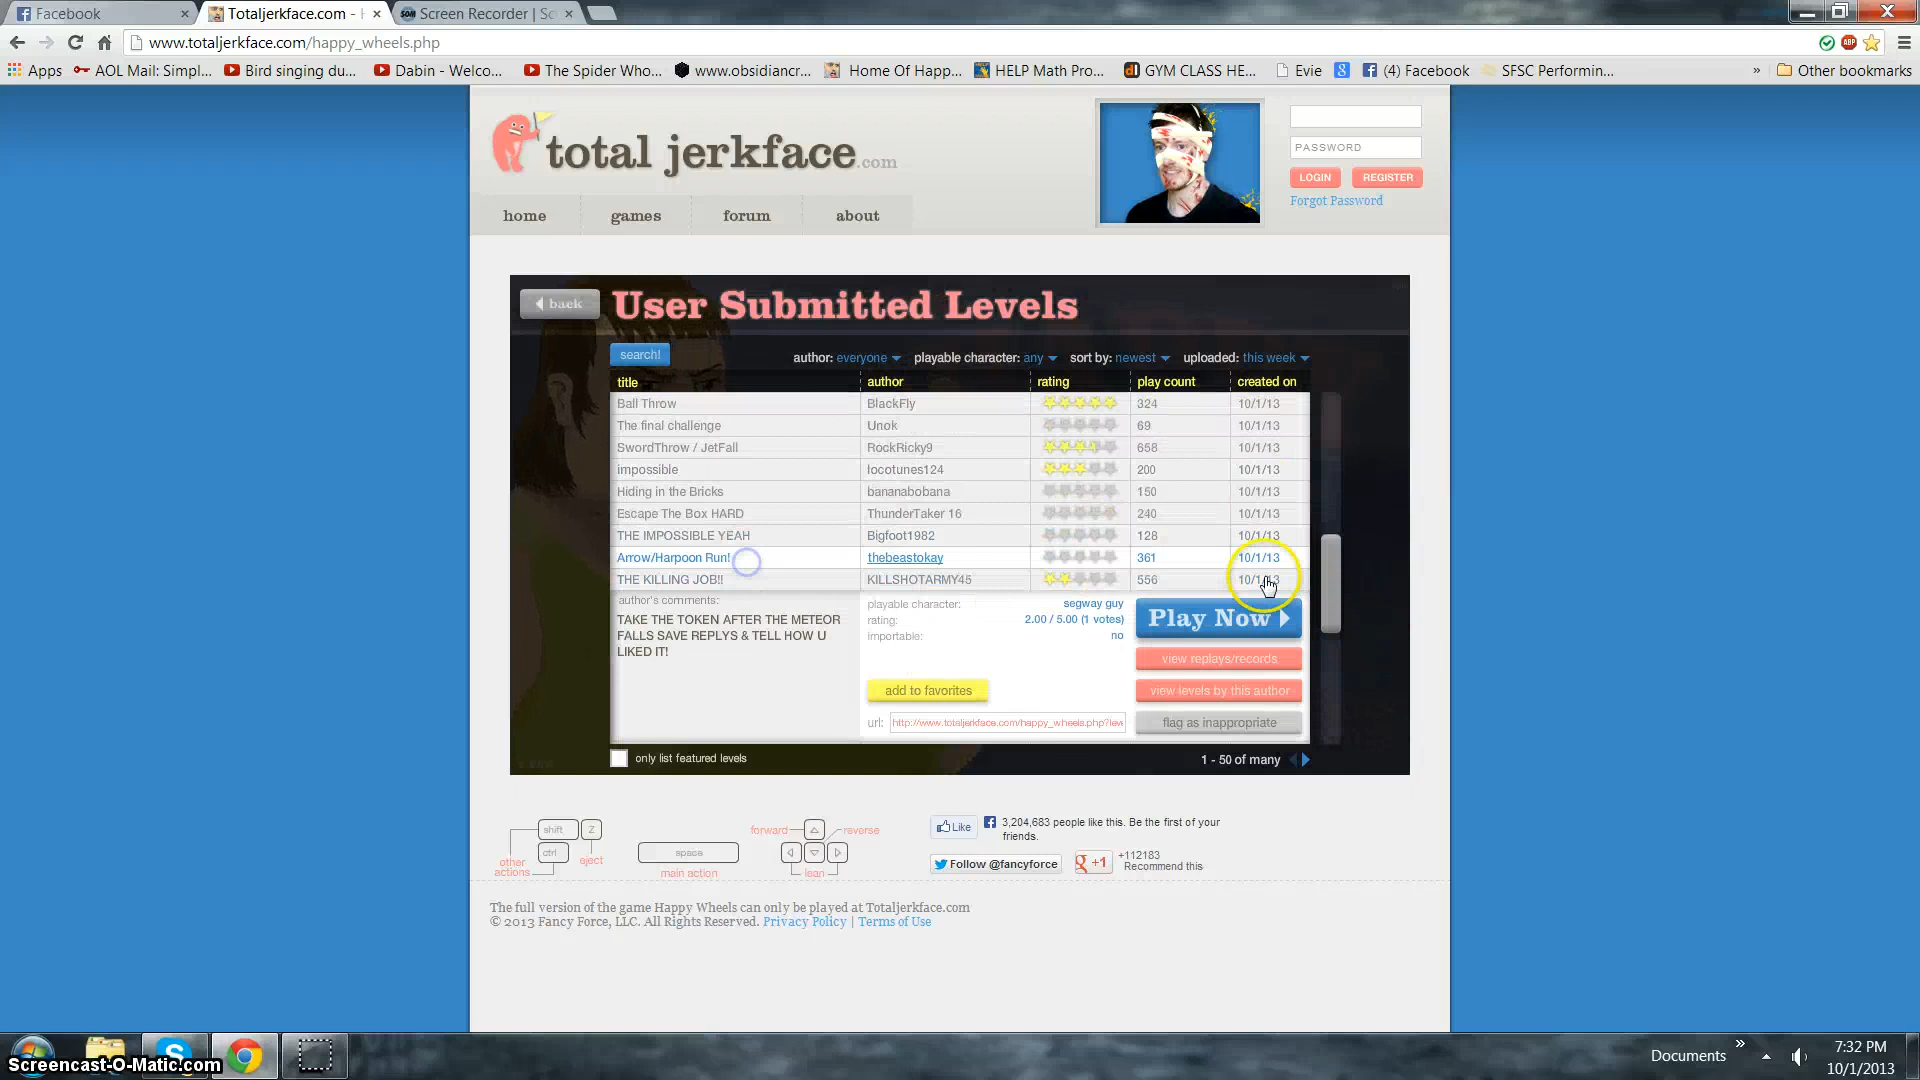 Facebook
Totaljerkface.com - H
Screen Recorder | Sc
www.totaljerkface.com/happy_wheels.php
Apps
AOL Mail: Simpl...
Bird singing du...
Dabin - Welco...
The Spider Who...
www.obsidiancr...
Home Of Happ...
HELP Math Pro...
GYM CLASS HE...
Evie
(4) Facebook
SFSC Performin...
» Other bookmarks
total jerkface.com
PASSWORD
LOGIN REGISTER
Forgot Password
home games forum about
back User Submitted Levels
search! author: everyone playable character: any sort by: newest uploaded: this week
title author rating play count created on
Ball Throw BlackFly 324 10/1/13
The final challenge Unok 69 10/1/13
SwordThrow / JetFall RockRicky9 658 10/1/13
impossible locotunes124 200 10/1/13
Hiding in the Bricks bananabobana 150 10/1/13
Escape The Box HARD ThunderTaker 16 240 10/1/13
THE IMPOSSIBLE YEAH Bigfoot1982 128 10/1/13
Arrow/Harpoon Run! thebeastokay 361 10/1/13
THE KILLING JOB!! KILLSHOTARMY45 556 10/1/13
author's comments:
TAKE THE TOKEN AFTER THE METEOR
FALLS SAVE REPLYS & TELL HOW U
LIKED IT!
playable character: segway guy
rating: 2.00 / 5.00 (1 votes)
importable: no
add to favorites
url: http://www.totaljerkface.com/happy_wheels.php?leve
Play Now
view replays/records
view levels by this author
flag as inappropriate
only list featured levels
1 - 50 of many
shift Z
ctrl
other
actions
eject
space
main action
forward
reverse
lean
Like
3,204,683 people like this. Be the first of your
friends.
Follow @fancyforce
+1
+112183
Recommend this
The full version of the game Happy Wheels can only be played at Totaljerkface.com
© 2013 Fancy Force, LLC. All Rights Reserved. Privacy Policy | Terms of Use
Screencast-O-Matic.com
Documents »
7:32 PM
10/1/2013